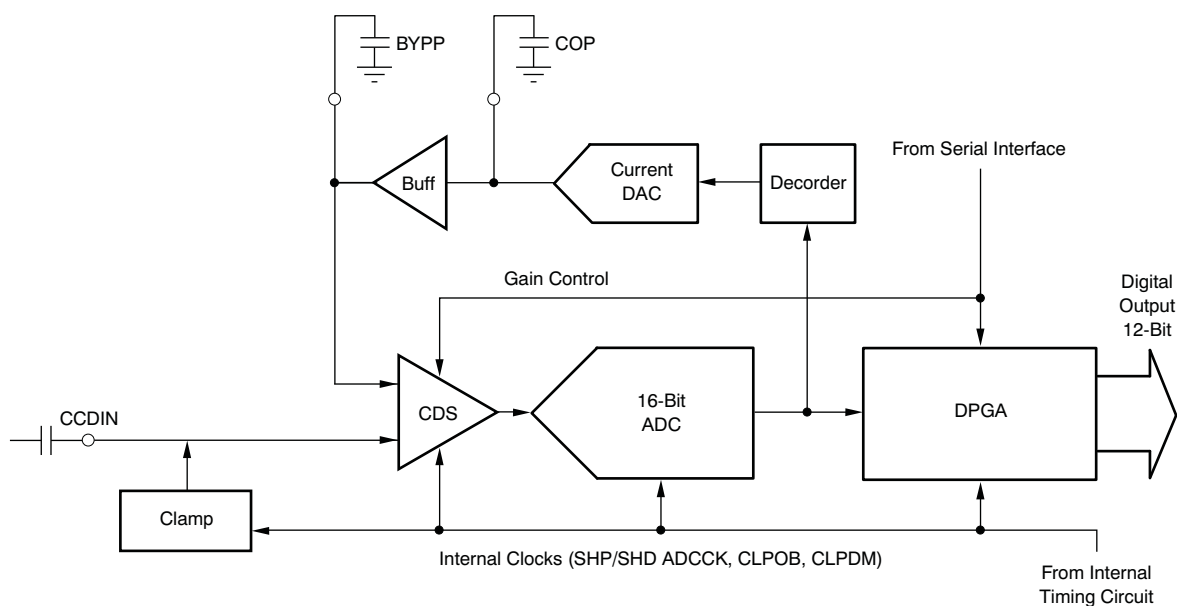 BYPP
COP
From Serial Interface
Buff
Current
DAC
Decorder
Gain Control
Digital
Output
12-Bit
CCDIN
CDS
16-Bit
ADC
DPGA
Clamp
Internal Clocks (SHP/SHD ADCCK, CLPOB, CLPDM)
From Internal
Timing Circuit